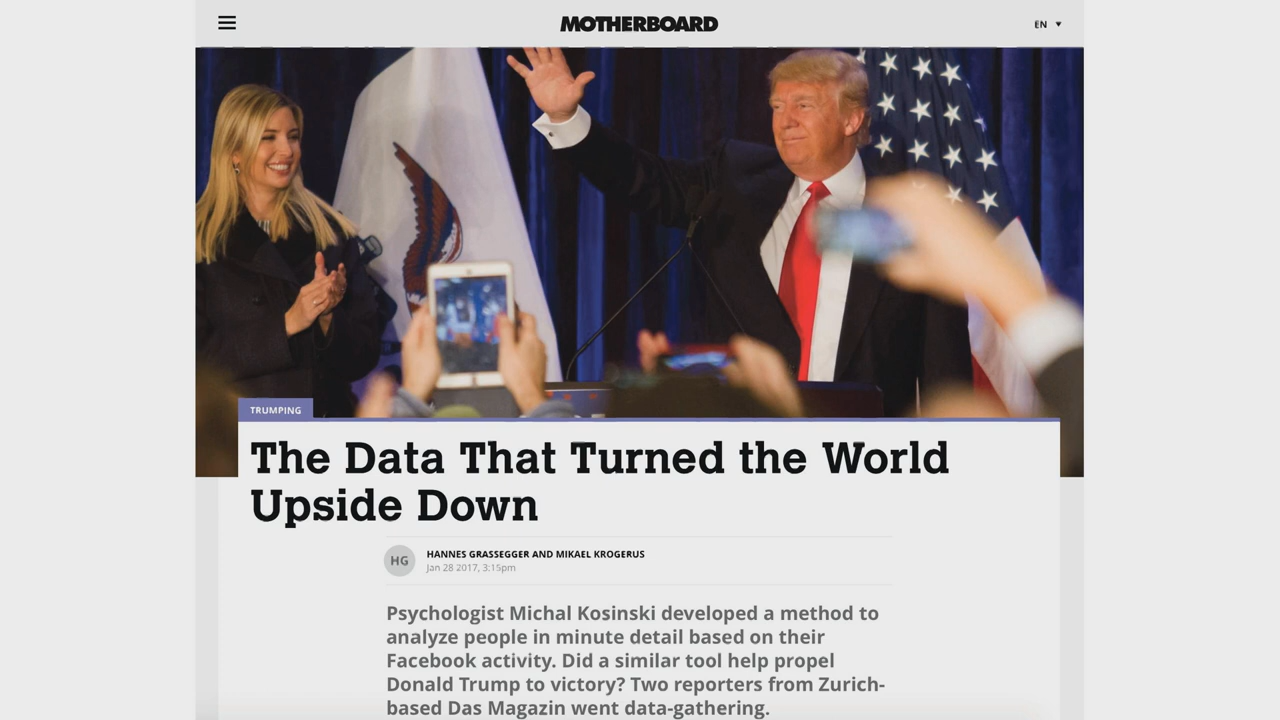 MOTHERBOARD
EN
TRUMPING
The Data That Turned the World
Upside Down
HG
HANNES GRASSEGGER AND MIKAEL KROGERUS
Jan 28 2017, 3:15pm
Psychologist Michal Kosinski developed a method to
analyze people in minute detail based on their
Facebook activity. Did a similar tool help propel
Donald Trump to victory? Two reporters from Zurich-
based Das Magazin went data-gathering.